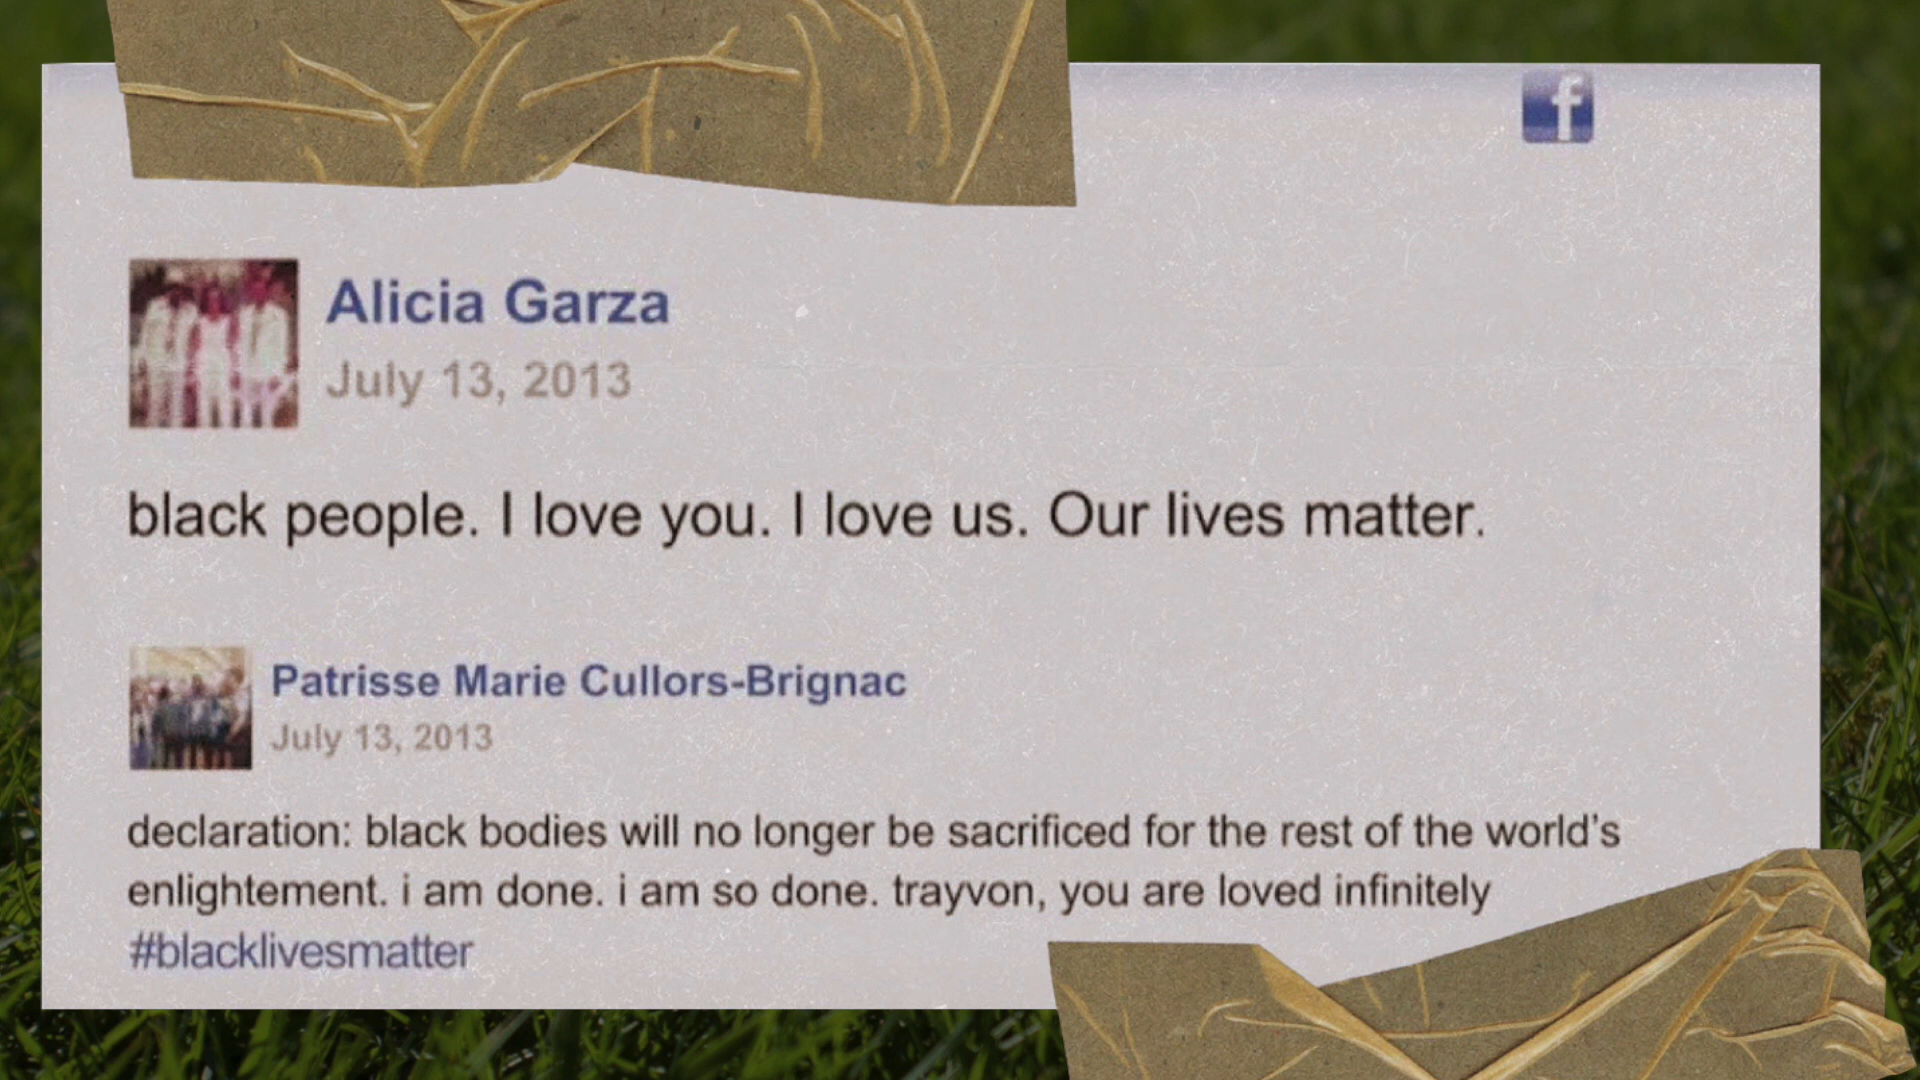 f
Alicia Garza
July 13, 2013
black people. I love you. I love us. Our lives matter.
Patrisse Marie Cullors-Brignac
July 13, 2013
declaration: black bodies will no longer be sacrificed for the rest of the world's
enlightement. i am done. i am so done. trayvon, you are loved infinitely
#blacklivesmatter